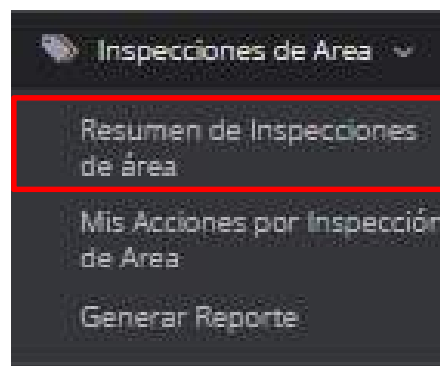 Inspecciones de Area
Resumen de Inspecciones
de área
Mis Acciones por Inspección
de Area
Generar Reporte